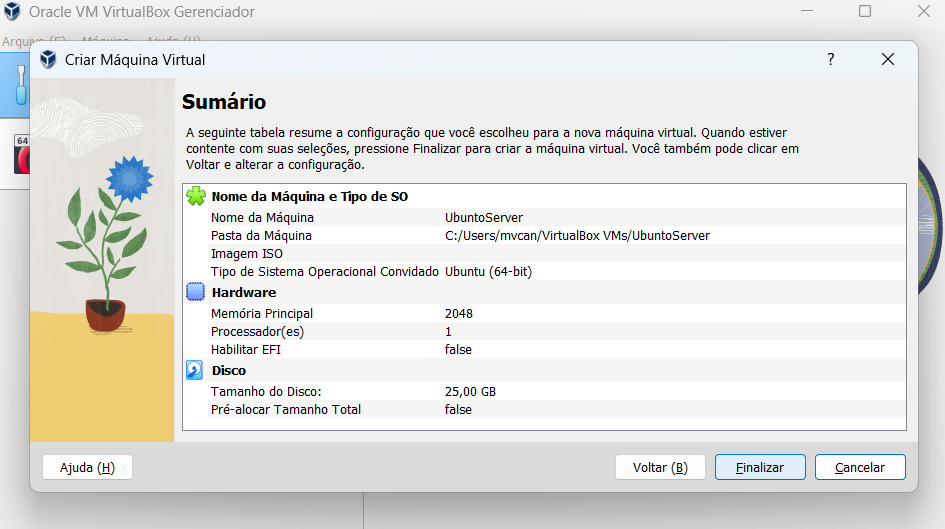 Oracle VM VirtualBox Gerenciador
Arquivo (F) Máquina Ajuda (H)
Criar Máquina Virtual
?
64
Sumário
A seguinte tabela resume a configuração que você escolheu para a nova máquina virtual. Quando estiver
contente com suas seleções, pressione Finalizar para criar a máquina virtual. Você também pode clicar em
Voltar e alterar a configuração.
Nome da Máquina e Tipo de SO
Nome da Máquina UbuntoServer
Pasta da Máquina C:/Users/mvcan/VirtualBox VMs/UbuntoServer
Imagem ISO
Tipo de Sistema Operacional Convidado Ubuntu (64-bit)
Hardware
Memória Principal 2048
Processador(es) 1
Habilitar EFI false
Disco
Tamanho do Disco: 25,00 GB
Pré-alocar Tamanho Total false
Ajuda (H) Voltar (B) Finalizar Cancelar